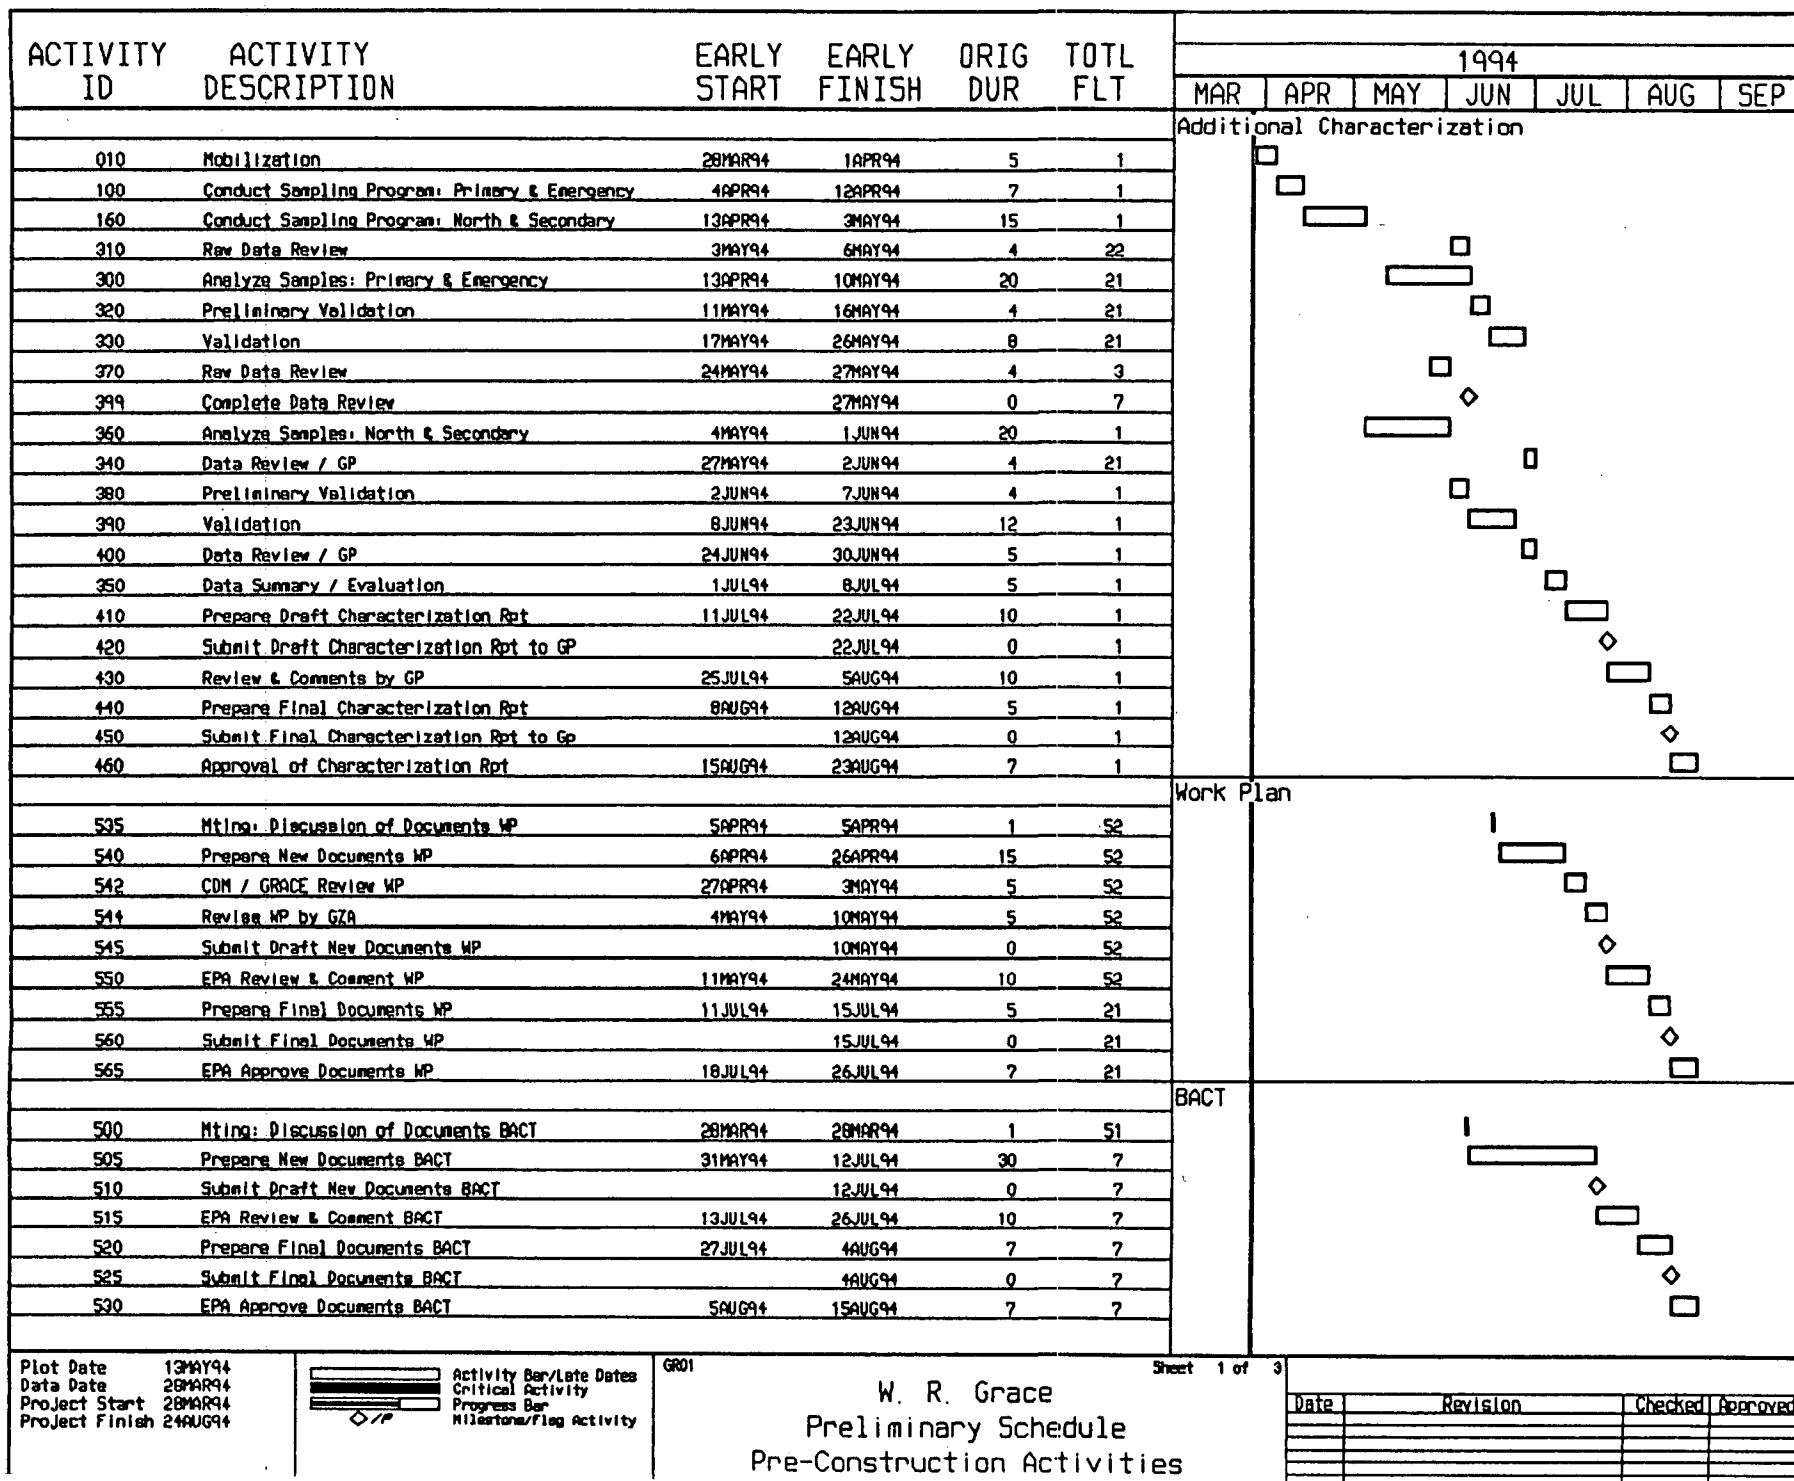 ACTIVITY ID ACTIVITY DESCRIPTION EARLY START EARLY FINISH ORIG DUR TOTL FLT
1994
MAR APR MAY JUN JUL AUG SEP
Additional Characterization
010 Mobilization 28MAR94 1APR94 5 1
100 Conduct Sampling Program: Primary & Emergency 4APR94 12APR94 7 1
160 Conduct Sampling Program: North & Secondary 13APR94 3MAY94 15 1
310 Raw Data Review 3MAY94 6MAY94 4 22
300 Analyze Samples: Primary & Emergency 13APR94 10MAY94 20 21
320 Preliminary Validation 11MAY94 16MAY94 4 21
330 Validation 17MAY94 26MAY94 8 21
370 Raw Data Review 24MAY94 27MAY94 4 3
399 Complete Data Review 27MAY94 0 7
360 Analyze Samples: North & Secondary 4MAY94 1JUN94 20 1
340 Data Review / GP 27MAY94 2JUN94 4 21
380 Preliminary Validation 2JUN94 7JUN94 4 1
390 Validation 8JUN94 23JUN94 12 1
400 Data Review / GP 24JUN94 30JUN94 5 1
350 Data Summary / Evaluation 1JUL94 8JUL94 5 1
410 Prepare Draft Characterization Rpt 11JUL94 22JUL94 10 1
420 Submit Draft Characterization Rpt to GP 22JUL94 0 1
430 Review & Comments by GP 25JUL94 5AUG94 10 1
440 Prepare Final Characterization Rpt 8AUG94 12AUG94 5 1
450 Submit Final Characterization Rpt to Gp 12AUG94 0 1
460 Approval of Characterization Rpt 15AUG94 23AUG94 7 1
Work Plan
535 Mting: Discussion of Documents WP 5APR94 5APR94 1 52
540 Prepare New Documents WP 6APR94 26APR94 15 52
542 CDM / GRACE Review WP 27APR94 3MAY94 5 52
544 Revise WP by GZA 4MAY94 10MAY94 5 52
545 Submit Draft New Documents WP 10MAY94 0 52
550 EPA Review & Comment WP 11MAY94 24MAY94 10 52
555 Prepare Final Documents WP 11JUL94 15JUL94 5 21
560 Submit Final Documents WP 15JUL94 0 21
565 EPA Approve Documents WP 18JUL94 26JUL94 7 21
BACT
500 Mting: Discussion of Documents BACT 28MAR94 28MAR94 1 51
505 Prepare New Documents BACT 31MAY94 12JUL94 30 7
510 Submit Draft New Documents BACT 12JUL94 0 7
515 EPA Review & Comment BACT 13JUL94 26JUL94 10 7
520 Prepare Final Documents BACT 27JUL94 4AUG94 7 7
525 Submit Final Documents BACT 4AUG94 0 7
530 EPA Approve Documents BACT 5AUG94 15AUG94 7 7
Plot Date 13MAY94
Data Date 28MAR94
Project Start 28MAR94
Project Finish 24AUG94
Activity Bar/Late Dates
Critical Activity
Progress Bar
/P Milestone/Flag Activity
GR01
Sheet 1 of 3
W. R. Grace
Preliminary Schedule
Pre-Construction Activities
Date Revision Checked Approved